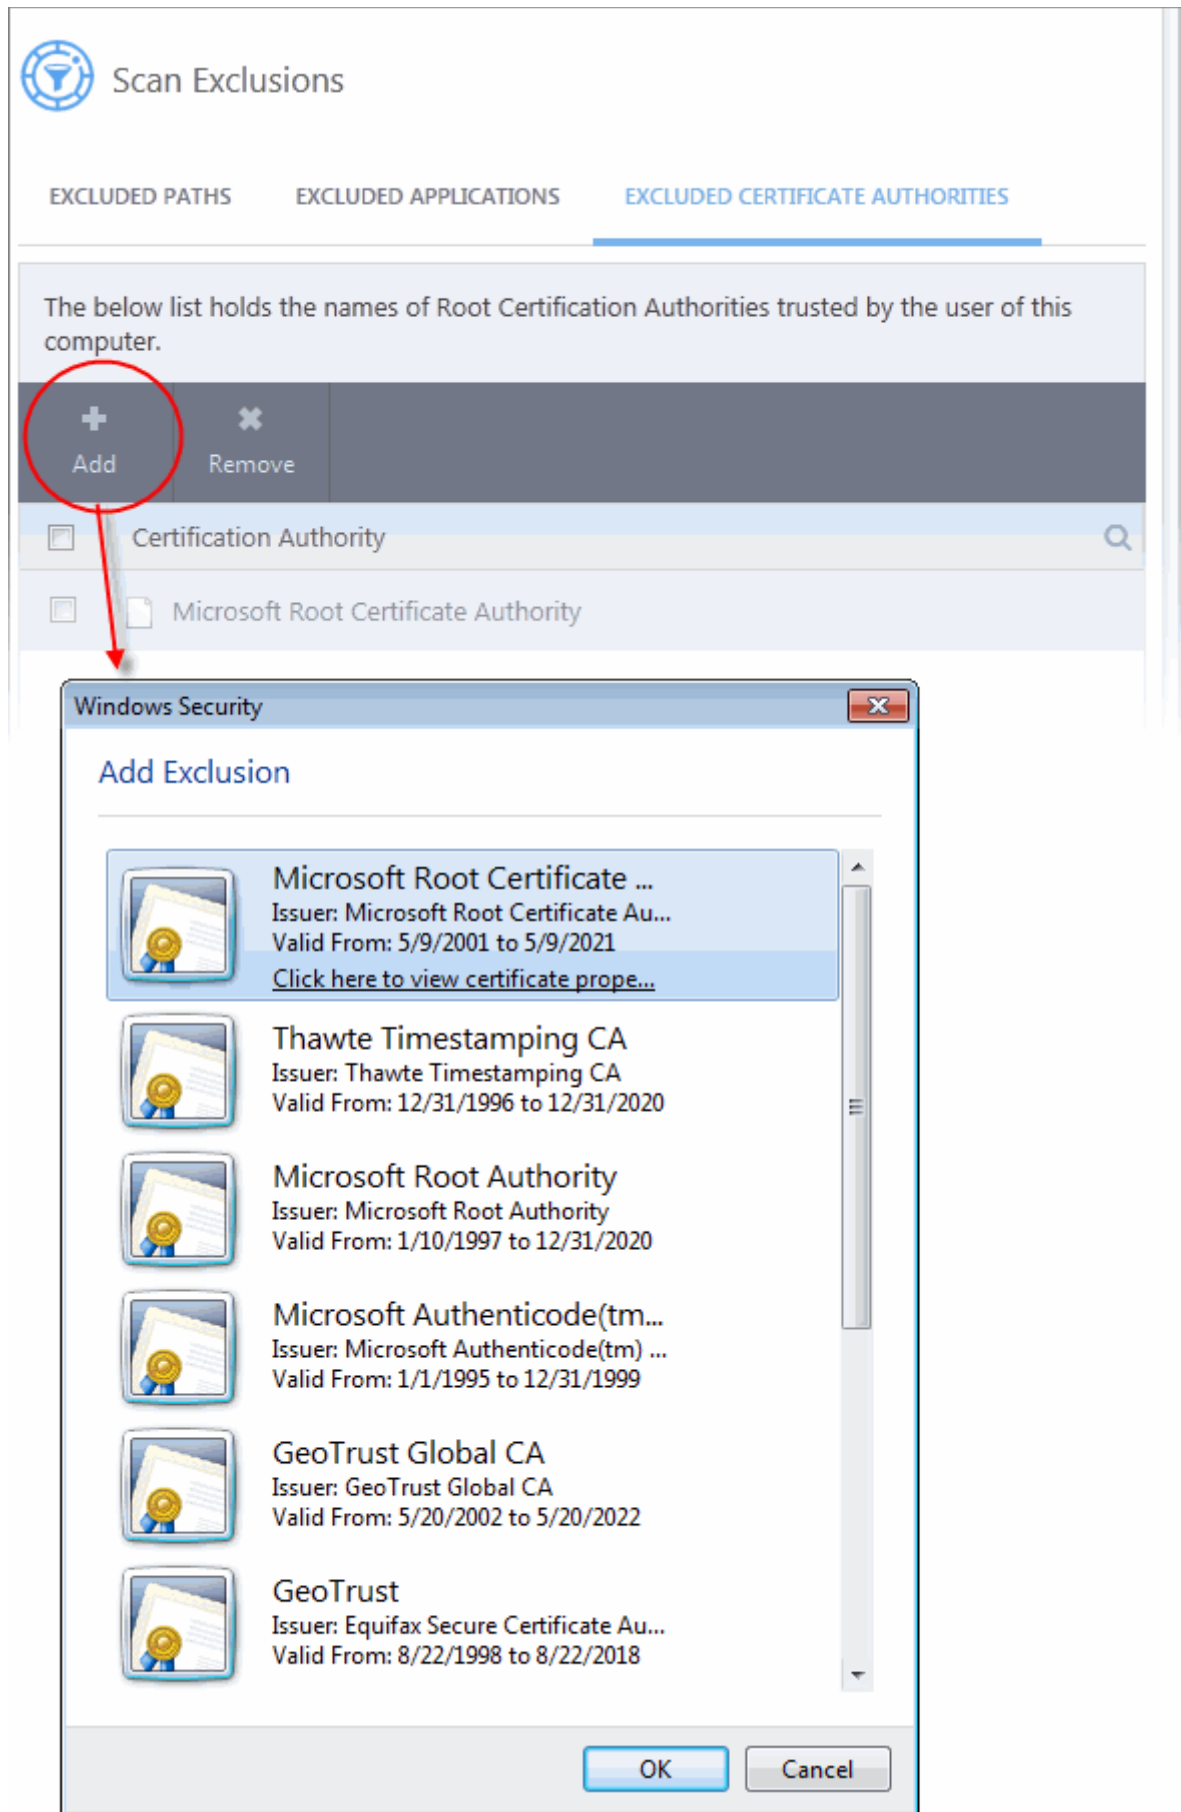 Scan Exclusions
EXCLUDED PATHS EXCLUDED APPLICATIONS EXCLUDED CERTIFICATE AUTHORITIES
The below list holds the names of Root Certification Authorities trusted by the user of this
computer.
Add Remove
Certification Authority
Microsoft Root Certificate Authority
Windows Security
Add Exclusion
Microsoft Root Certificate ...
Issuer: Microsoft Root Certificate Au...
Valid From: 5/9/2001 to 5/9/2021
Click here to view certificate prope...
Thawte Timestamping CA
Issuer: Thawte Timestamping CA
Valid From: 12/31/1996 to 12/31/2020
Microsoft Root Authority
Issuer: Microsoft Root Authority
Valid From: 1/10/1997 to 12/31/2020
Microsoft Authenticode(tm...
Issuer: Microsoft Authenticode(tm) ...
Valid From: 1/1/1995 to 12/31/1999
GeoTrust Global CA
Issuer: GeoTrust Global CA
Valid From: 5/20/2002 to 5/20/2022
GeoTrust
Issuer: Equifax Secure Certificate Au...
Valid From: 8/22/1998 to 8/22/2018
OK Cancel